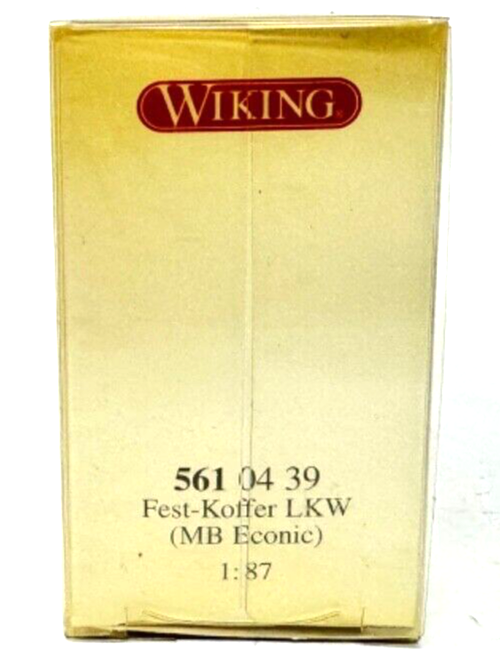 WIKING®
561 04 39
Fest-Koffer LKW
(MB Econic)
1:87